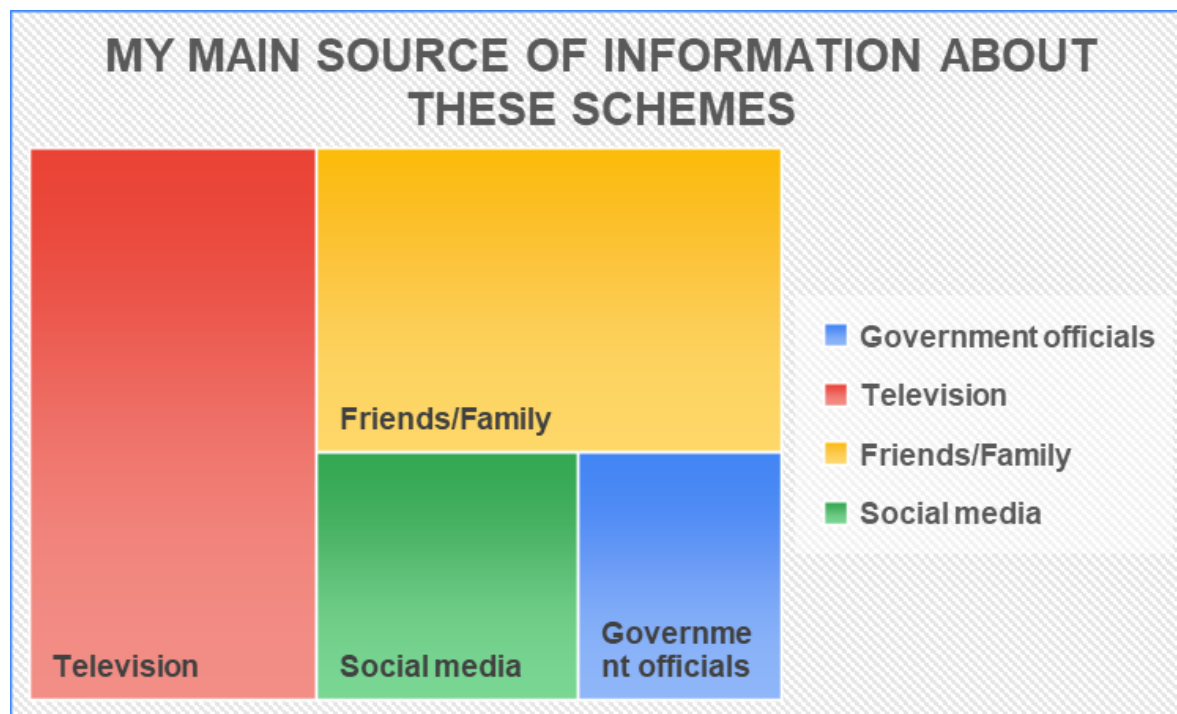 MY MAIN SOURCE OF INFORMATION ABOUT
THESE SCHEMES
Friends/Family
Television
Social media
Governme
nt officials
Government officials
Television
Friends/Family
Social media